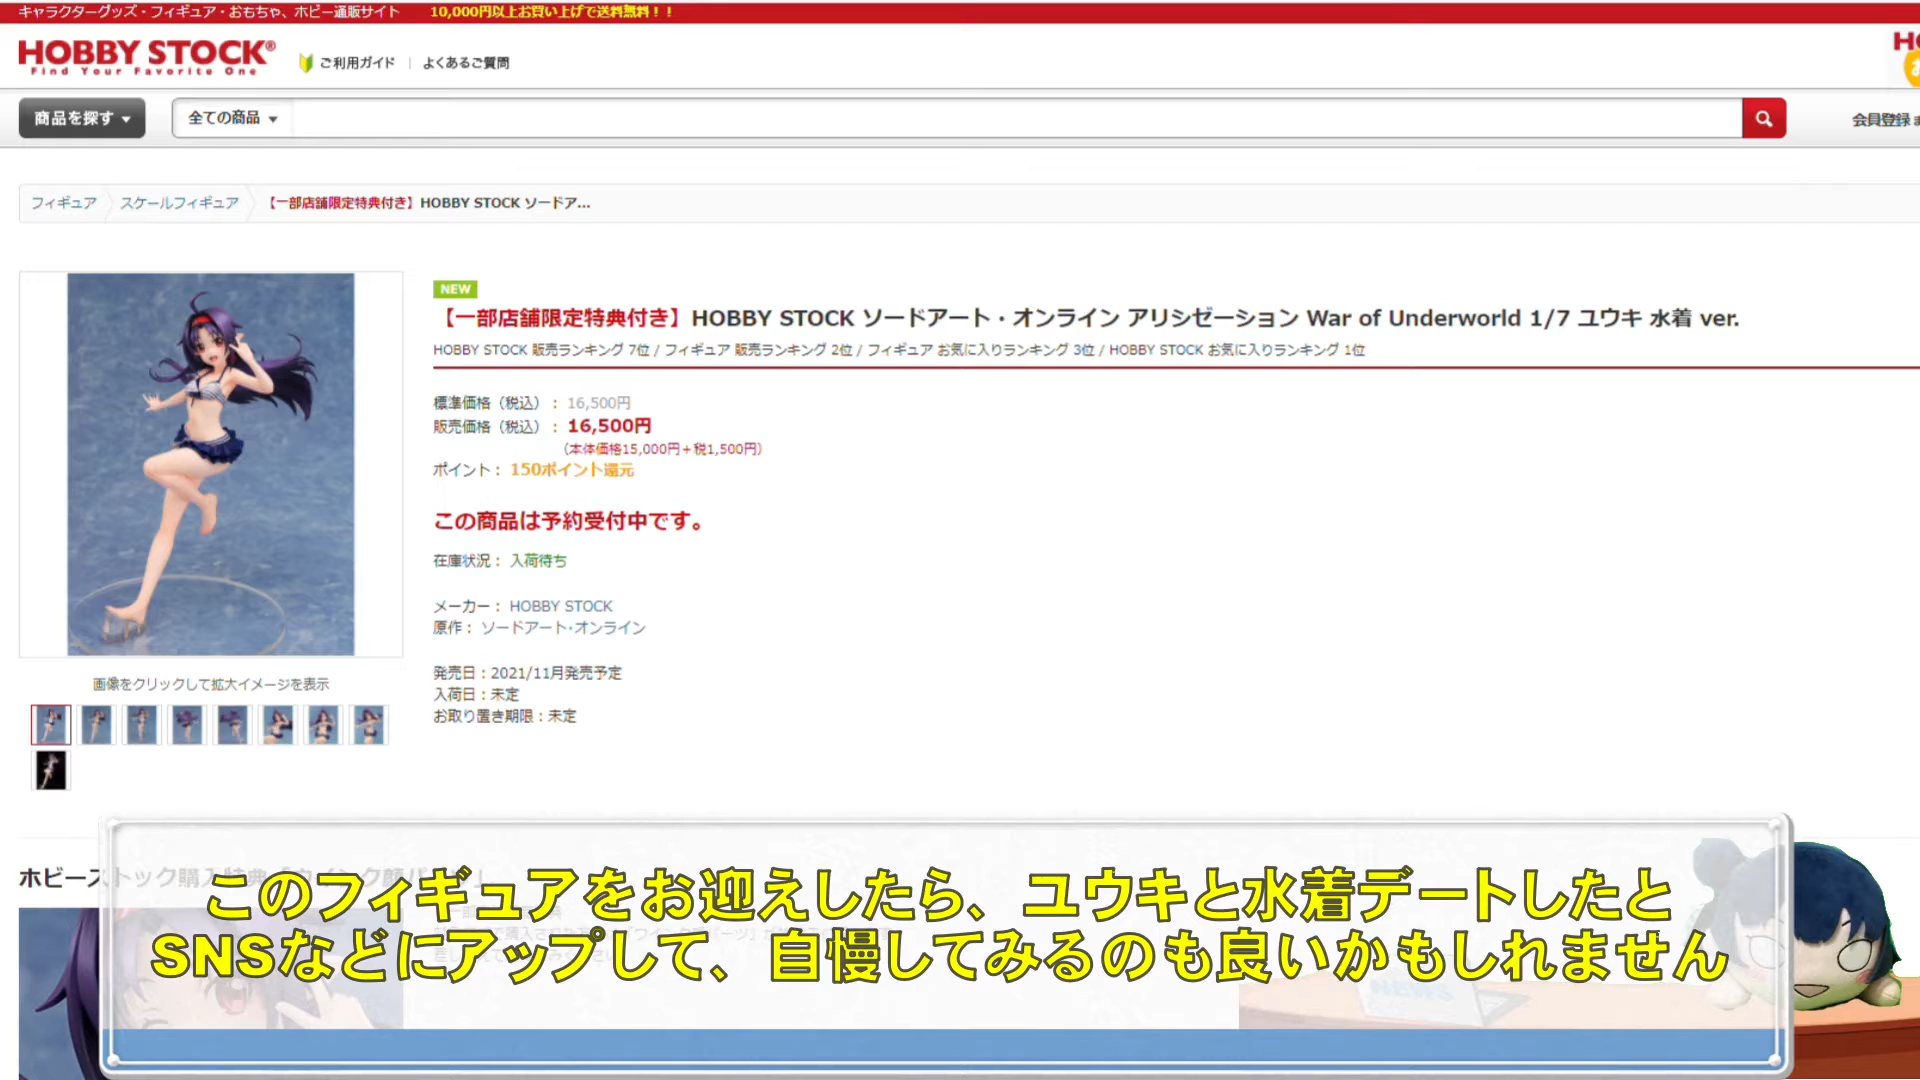 キャラクターグッズ・フィギュア・おもちゃ、ホビー通販サイト 10,000円以上お買い上げで送料無料！！
HOBBY STOCK®
Find Your Favorite One
ご利用ガイド
よくあるご質問
商品を探す
全ての商品
会員登録
フィギュア
スケールフィギュア
【一部店舗限定特典付き】HOBBY STOCK ソードア...
NEW
【一部店舗限定特典付き】HOBBY STOCK ソードアート・オンライン アリシゼーション War of Underworld 1/7 ユウキ 水着 ver.
HOBBY STOCK 販売ランキング 7位 / フィギュア 販売ランキング 2位 / フィギュア お気に入りランキング 3位 / HOBBY STOCK お気に入りランキング 1位
標準価格（税込）： 16,500円
販売価格（税込）： 16,500円
（本体価格15,000円＋税1,500円）
ポイント： 150ポイント還元
この商品は予約受付中です。
在庫状況： 入荷待ち
メーカー： HOBBY STOCK
原作： ソードアート･オンライン
発売日：2021/11月発売予定
入荷日：未定
お取り置き期限：未定
画像をクリックして拡大イメージを表示
ホビーストック購入特典「ウインク顔パ
このフィギュアをお迎えしたら、ユウキと水着デートしたと
SNSなどにアップして、自慢してみるのも良いかもしれません